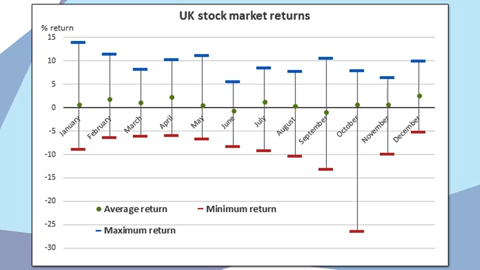 UK stock market returns
% return
15
10
5
0
-5
-10
-15
-20
-25
-30
January
February
March
April
May
June
July
August
September
October
November
December
Average return
Minimum return
Maximum return